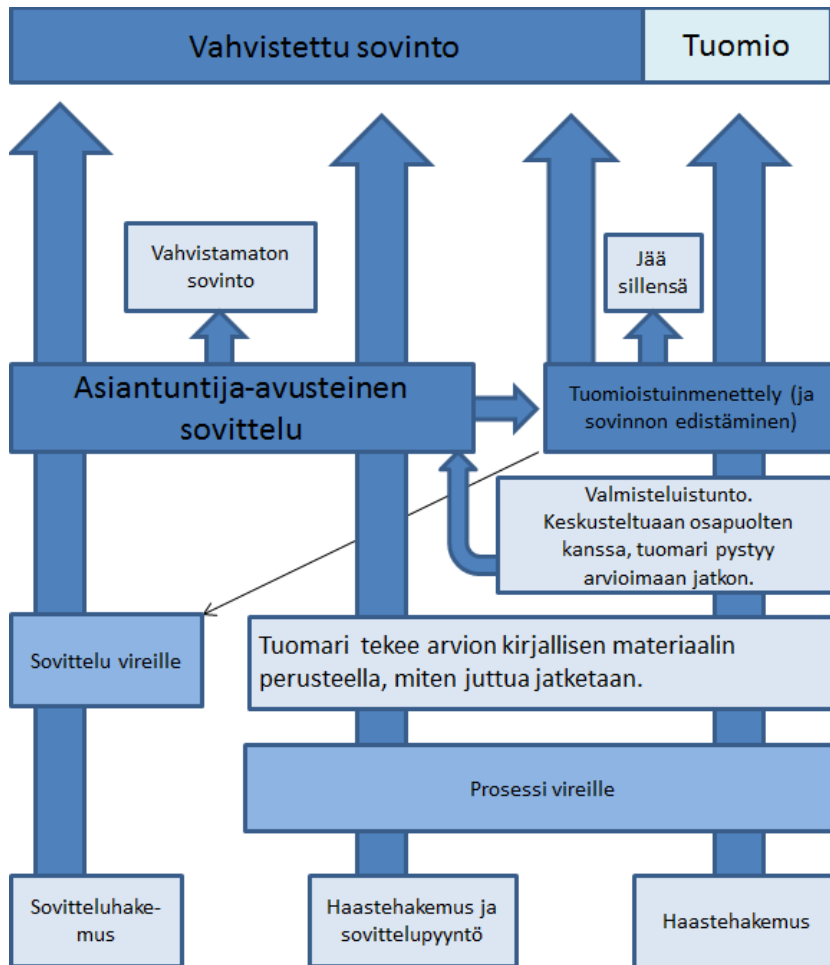 Vahvistettu sovinto
Tuomio
Vahvistamaton
sovinto
Jää
sillensä
Asiantuntija-avusteinen
sovittelu
Tuomioistuinmenettely (ja
sovinnon edistäminen)
Valmisteluistunto.
Keskusteltuaan osapuolten
kanssa, tuomari pystyy
arvioimaan jatkon.
Sovittelu vireille
Tuomari tekee arvion kirjallisen materiaalin
perusteella, miten juttua jatketaan.
Prosessi vireille
Sovitteluhake-
mus
Haastehakemus ja
sovittelupyyntö
Haastehakemus